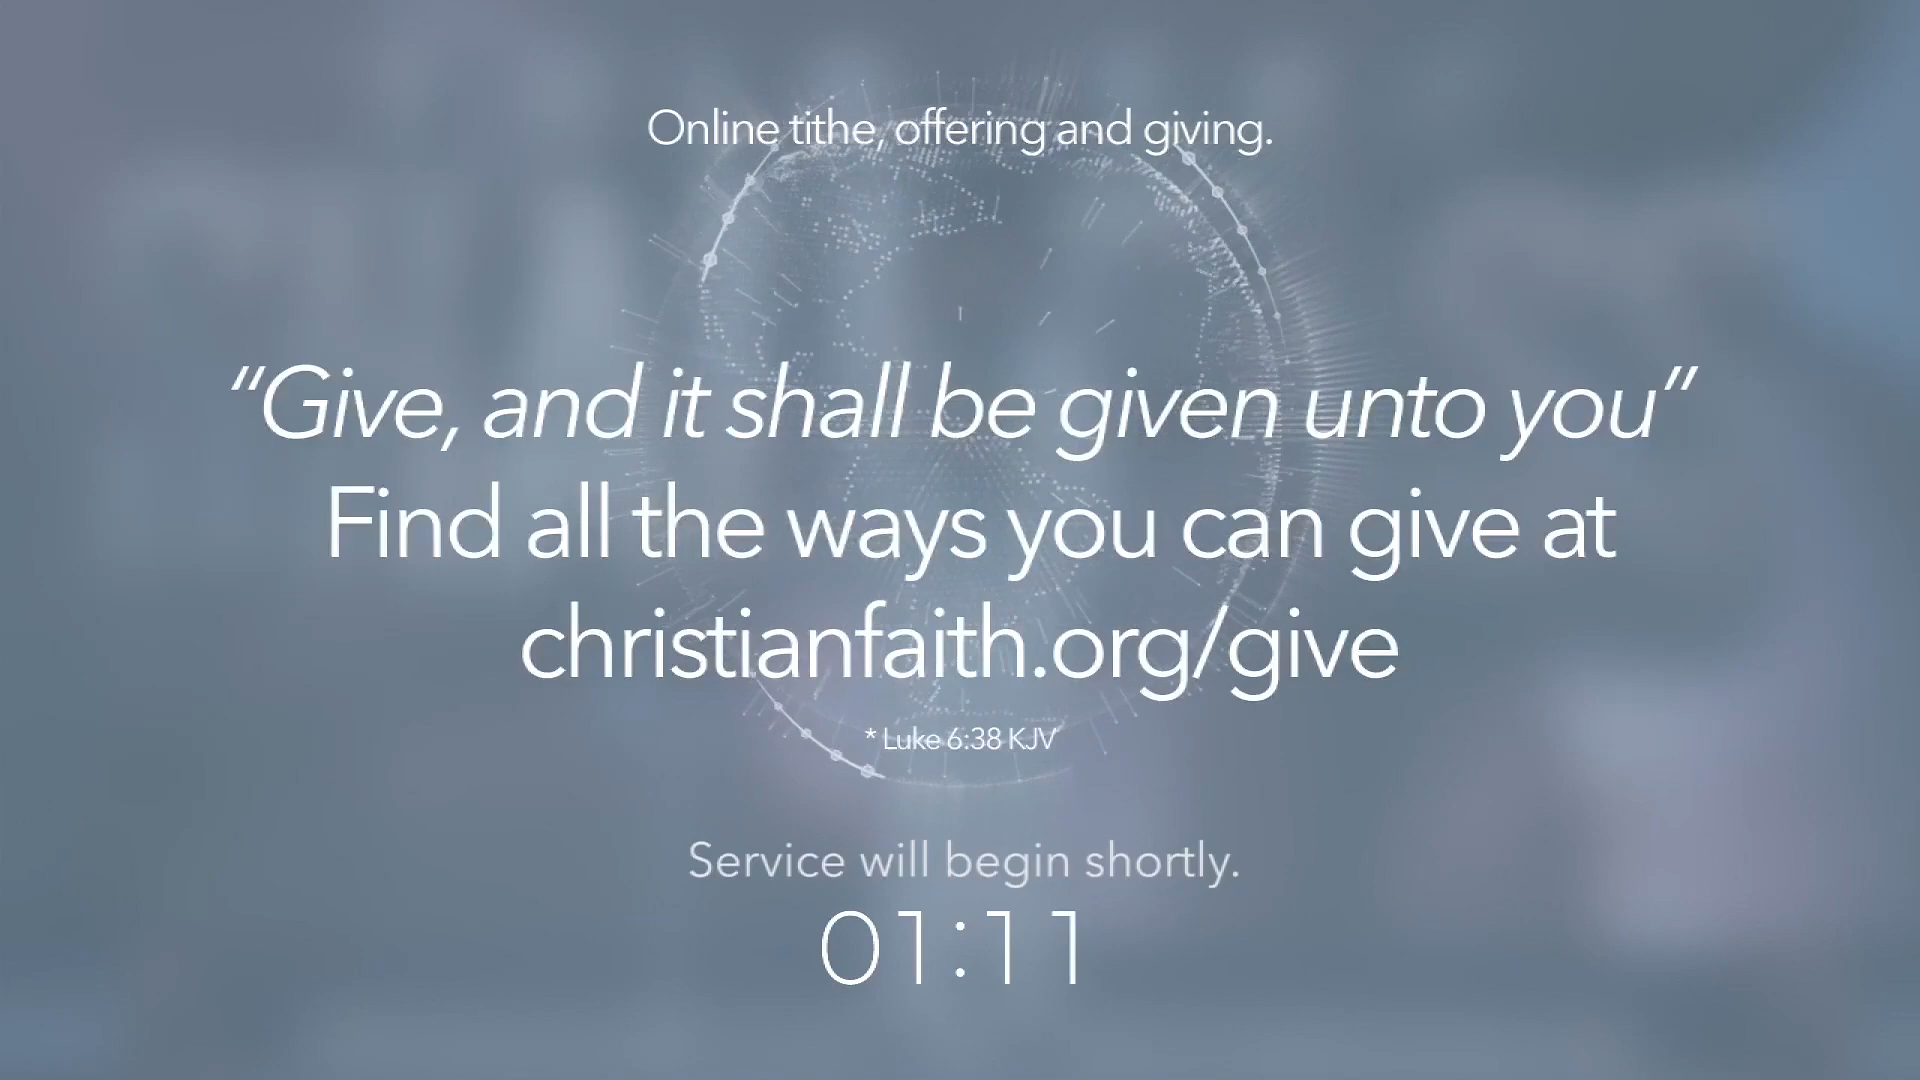 Online tithe, offering and giving.
“Give, and it shall be given unto you”
Find all the ways you can give at
christianfaith.org/give
* Luke 6:38 KJV
Service will begin shortly.
01:11